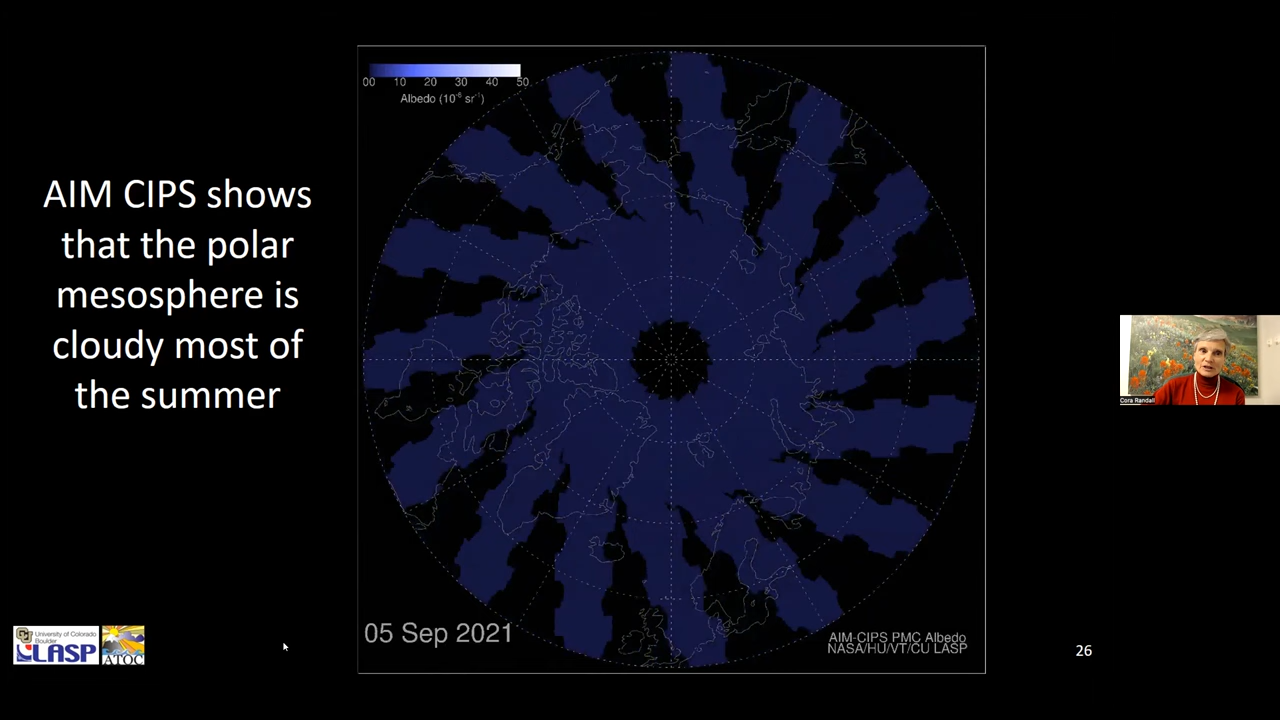 AIM CIPS shows
that the polar
mesosphere is
cloudy most of
the summer
00 10 20 30 40 50
Albedo (10⁻⁶ sr⁻¹)
05 Sep 2021
AIM-CIPS PMC Albedo
NASA/HU/VT/CU LASP
Cora Randall
University of Colorado
Boulder
LASP
ATOC
26